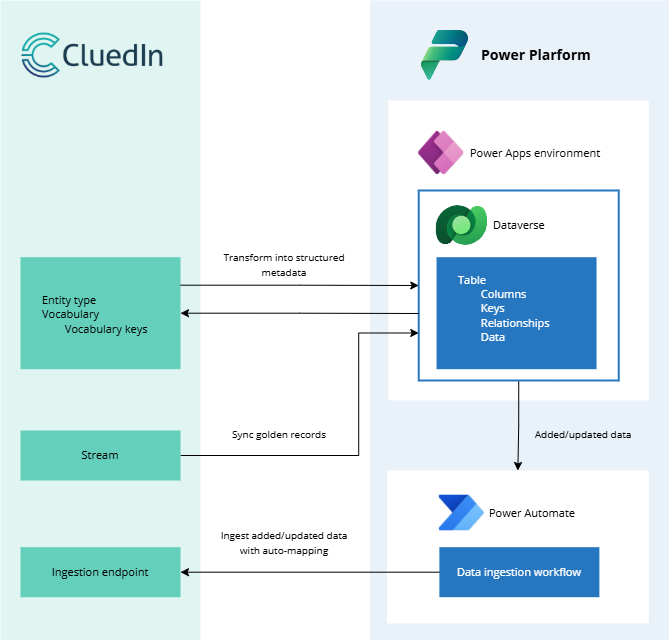 CluedIn
Power Plarform
Power Apps environment
Dataverse
Transform into structured
metadata
Entity type
Vocabulary
Vocabulary keys
Table
Columns
Keys
Relationships
Data
Sync golden records
Stream
Added/updated data
Power Automate
Ingest added/updated data
with auto-mapping
Ingestion endpoint
Data ingestion workflow